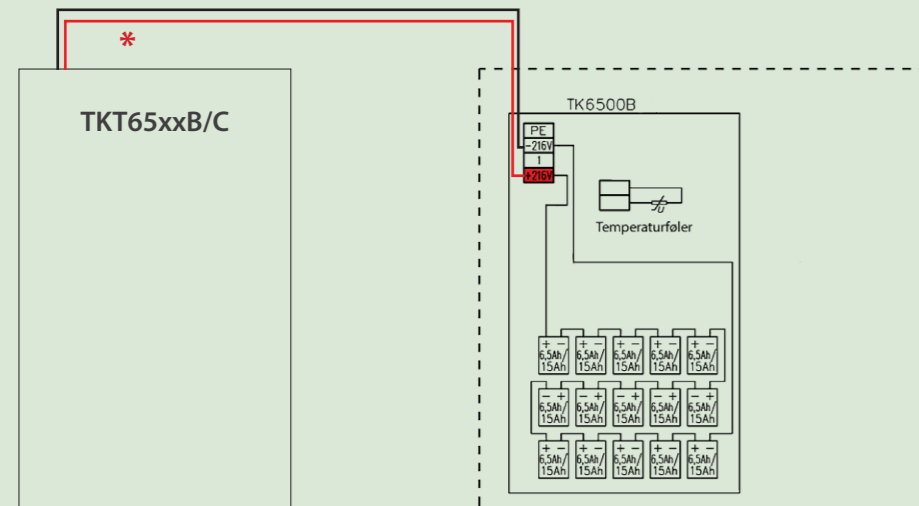 *
TKT65xxB/C
TK6500B
PE
-216V
1
+216V
Temperaturføler
+ - + - + - + - + -
6,5Ah/ 6,5Ah/ 6,5Ah/ 6,5Ah/ 6,5Ah/
15Ah 15Ah 15Ah 15Ah 15Ah
- + - + - + - + - +
6,5Ah/ 6,5Ah/ 6,5Ah/ 6,5Ah/ 6,5Ah/
15Ah 15Ah 15Ah 15Ah 15Ah
+ - + - + - + - + -
6,5Ah/ 6,5Ah/ 6,5Ah/ 6,5Ah/ 6,5Ah/
15Ah 15Ah 15Ah 15Ah 15Ah